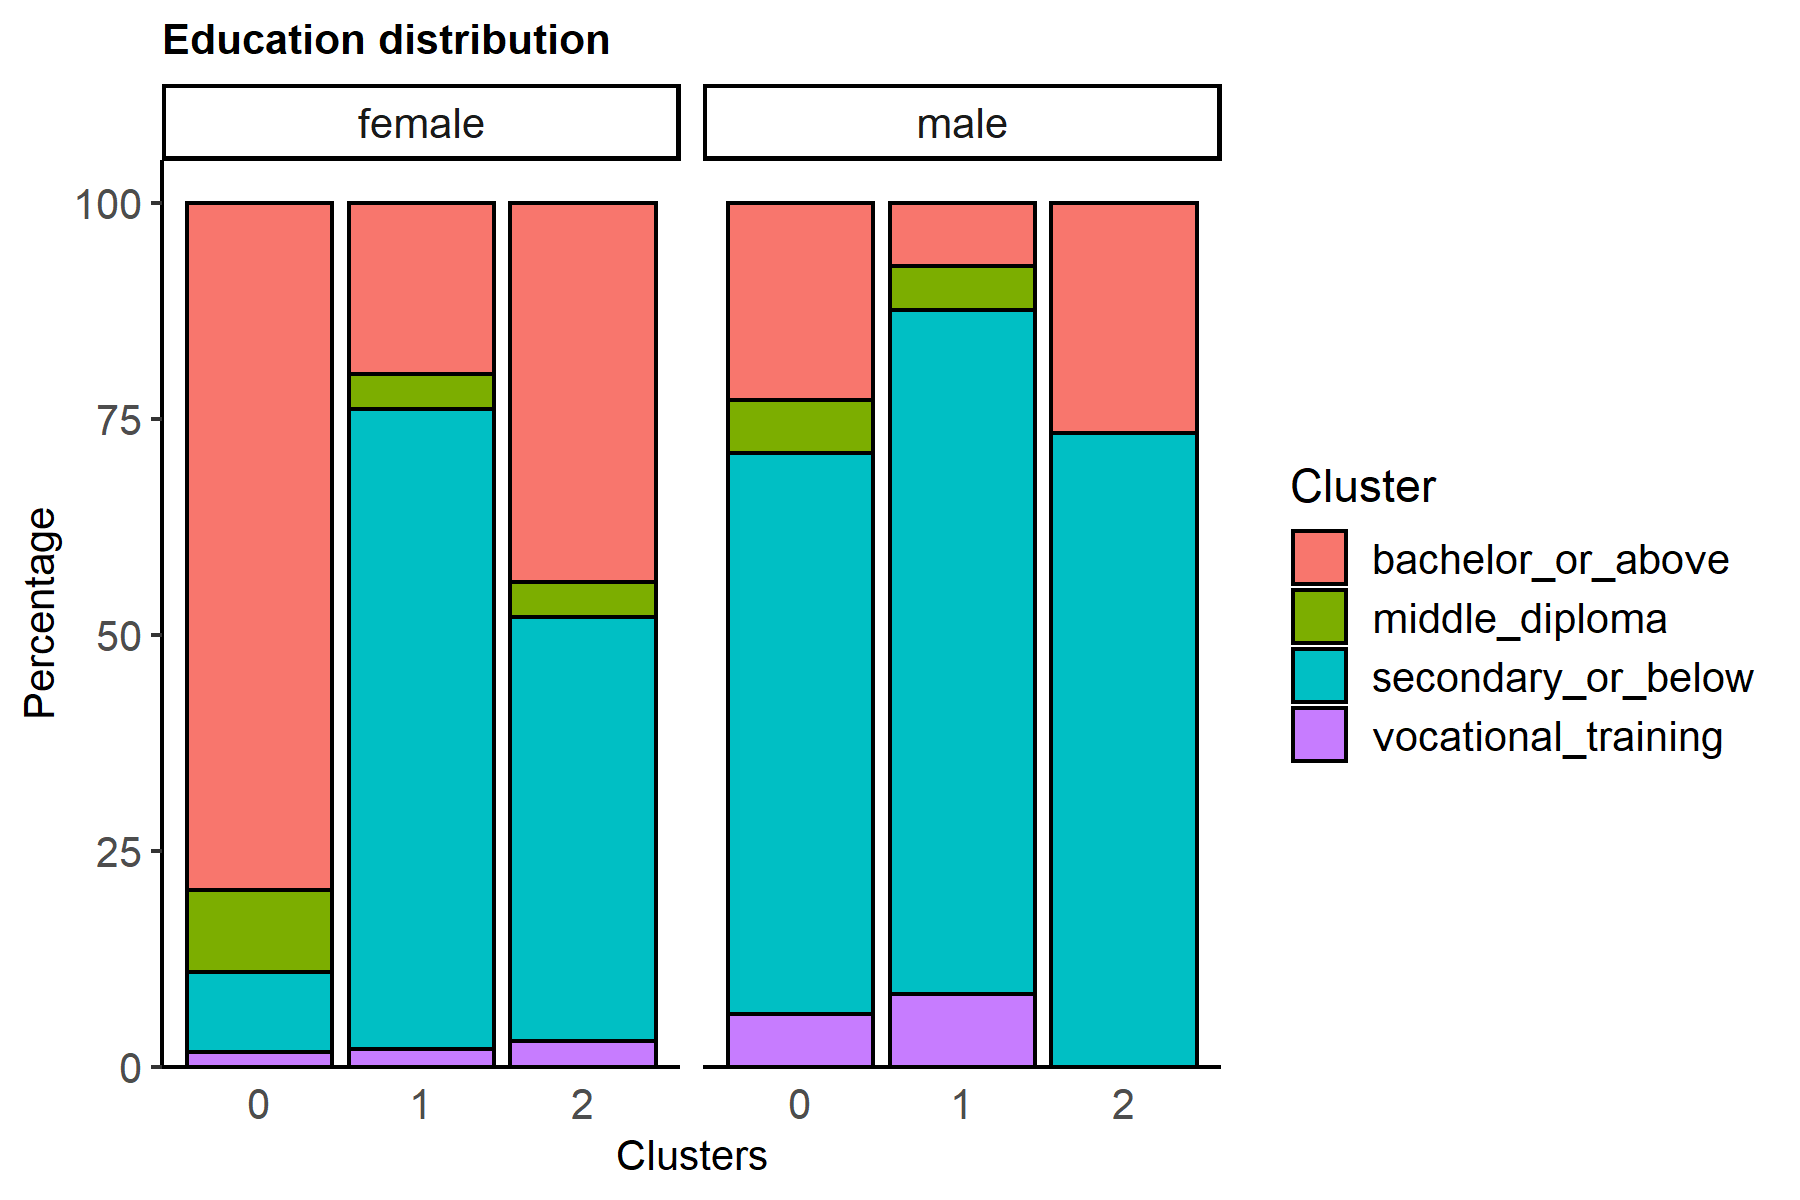 Education distribution
female
male
100
75
50
25
0
Percentage
0 1 2
0 1 2
Clusters
Cluster
bachelor_or_above
middle_diploma
secondary_or_below
vocational_training